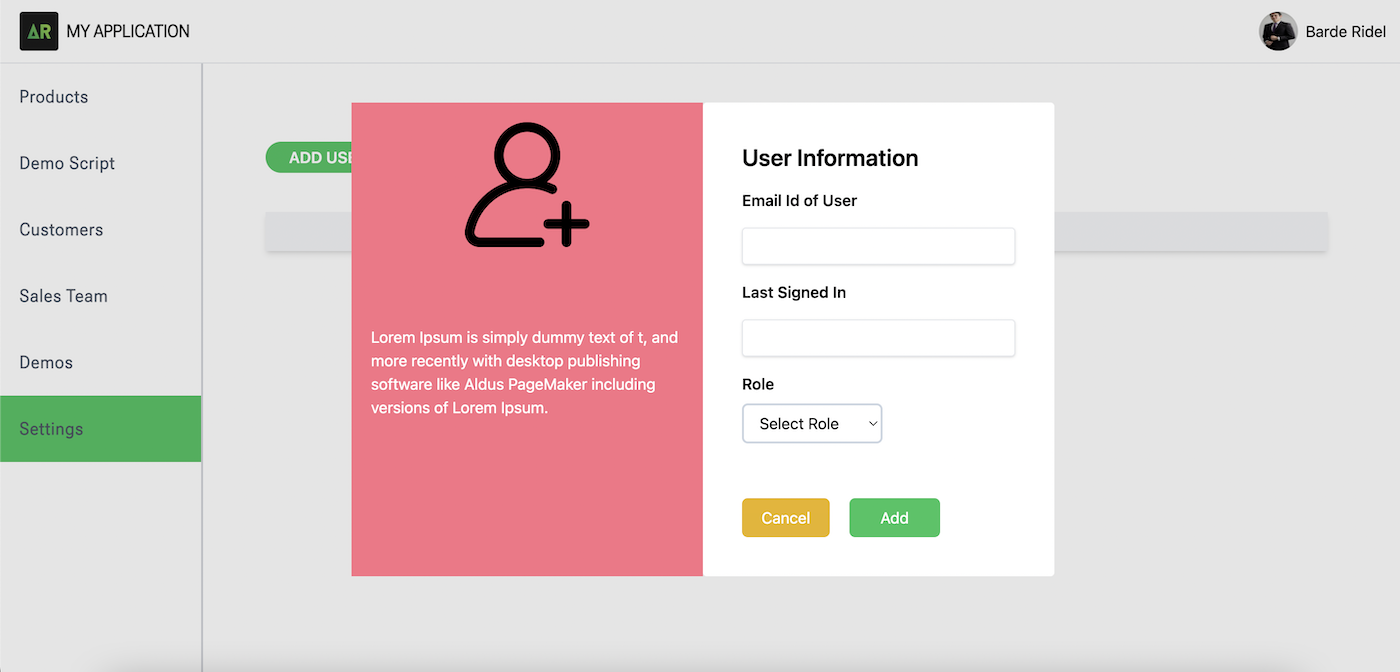 AR MY APPLICATION
Barde Ridel
Products
Demo Script
Customers
Sales Team
Demos
Settings
ADD USE
Lorem Ipsum is simply dummy text of t, and
more recently with desktop publishing
software like Aldus PageMaker including
versions of Lorem Ipsum.
User Information
Email Id of User
Last Signed In
Role
Select Role
Cancel
Add